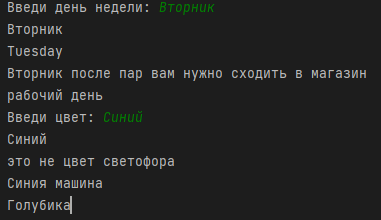 Введи день недели: Вторник
Вторник
Tuesday
Вторник после пар вам нужно сходить в магазин
рабочий день
Введи цвет: Синий
Синий
это не цвет светофора
Синия машина
Голубика